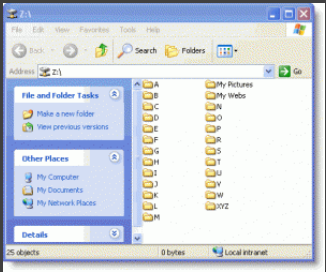 Z:\
File Edit View Favorites Tools Help
Back Search Folders
Address Z:\ Go
File and Folder Tasks
Make a new folder
View previous versions
Other Places
My Computer
My Documents
My Network Places
Details
A
B
C
D
E
F
G
H
I
J
K
L
M
My Pictures
My Webs
N
O
P
R
S
T
U
V
W
XYZ
25 objects 0 bytes Local intranet